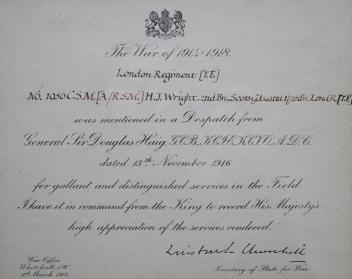 The War of 1914-1918.
London Regiment [T.F.]
No. 1050 C.S.M. [A/R.S.M.] H.J. Wright, 2nd Bn. Scots Gds. attd. Lond. R. [T.F.]
was mentioned in a Despatch from
General Sir Douglas Haig G.C.B. K.C.I.E. K.C.V.O. A.D.C.
dated 13th November 1916
for gallant and distinguished services in the Field.
I have it in command from the King to record His Majesty's
high appreciation of the services rendered.
Winston S. Churchill
War Office
Whitehall, S.W.
1st March 1919.
Secretary of State for War.